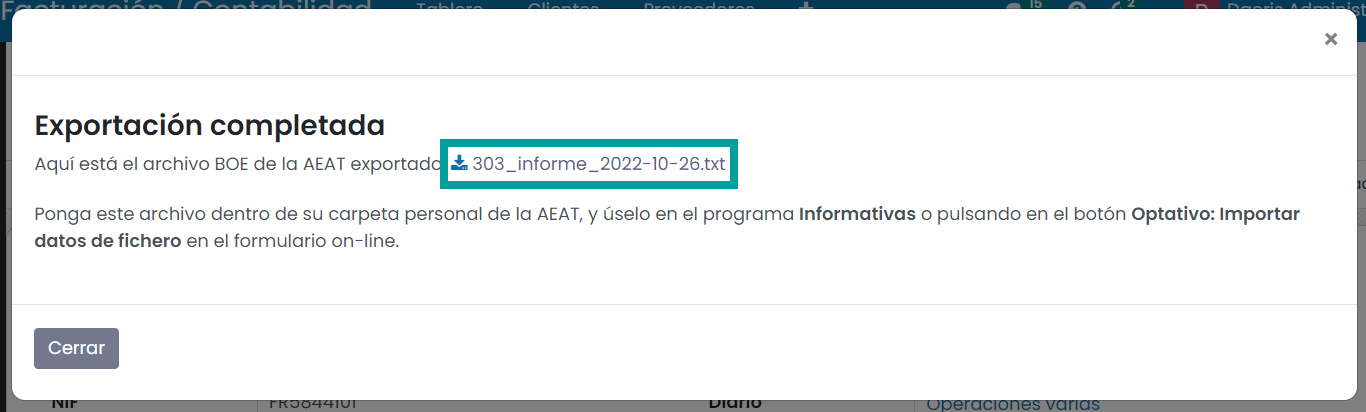 Facturación / Contabilidad Tablero Clientes Proveedores + 15 2 D Daeris Administ
×
Exportación completada
Aquí está el archivo BOE de la AEAT exportado 303_informe_2022-10-26.txt
Ponga este archivo dentro de su carpeta personal de la AEAT, y úselo en el programa Informativas o pulsando en el botón Optativo: Importar
datos de fichero en el formulario on-line.
Cerrar
NIF FR5844101 Diario Operaciones varias